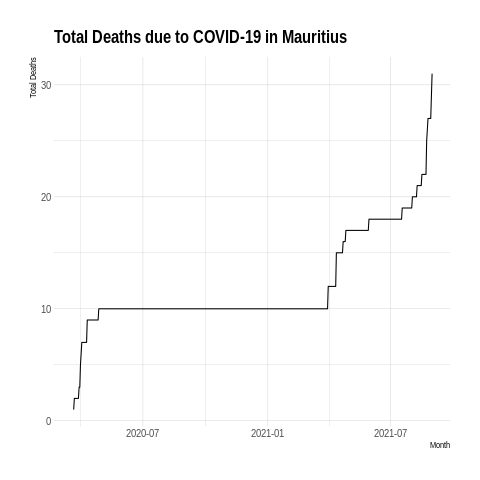 Total Deaths due to COVID-19 in Mauritius
Total Deaths
30
20
10
0
2020-07
2021-01
2021-07
Month